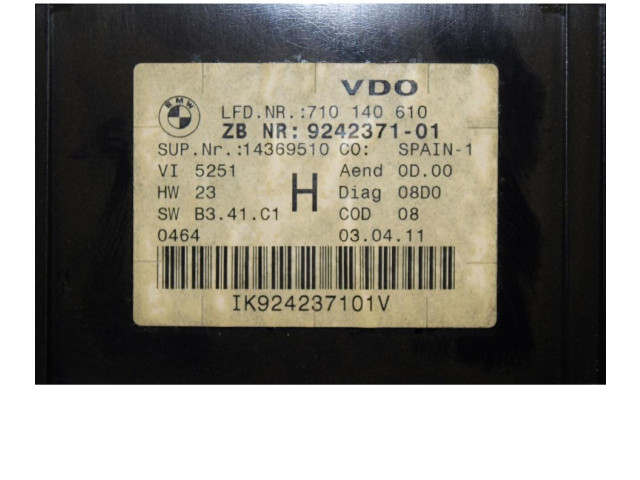 VDO
BMW
LFD.NR.:710 140 610
ZB NR: 9242371-01
SUP.Nr.:14369510 CO: SPAIN-1
VI 5251 Aend 0D.00
HW 23 H Diag 08D0
SW B3.41.C1 COD 08
0464 03.04.11
IK924237101V